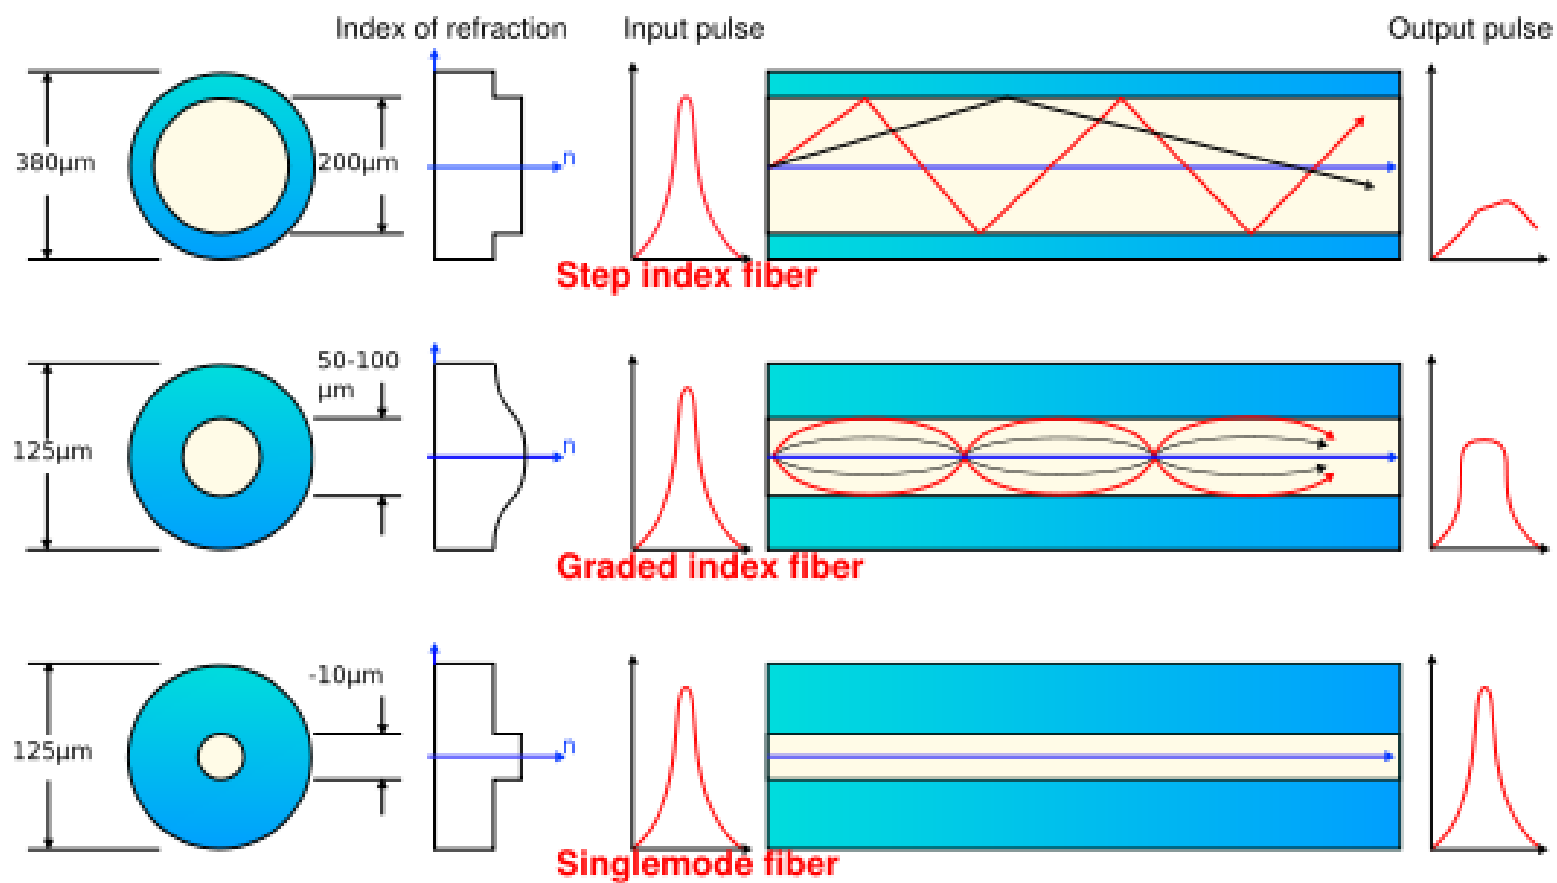 Index of refraction
Input pulse
Output pulse
380µm
200µm
n
Step index fiber
50-100
µm
125µm
n
Graded index fiber
-10µm
125µm
n
Singlemode fiber